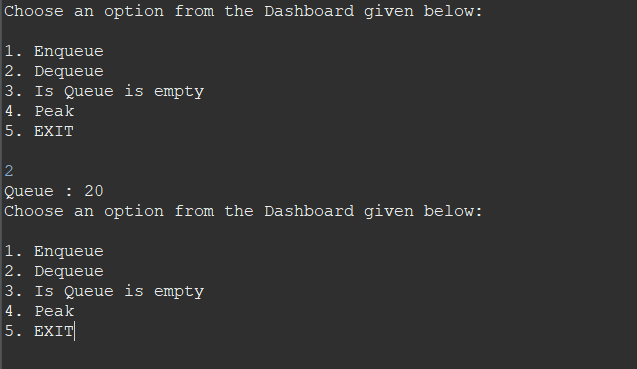 Choose an option from the Dashboard given below:
1. Enqueue
2. Dequeue
3. Is Queue is empty
4. Peak
5. EXIT
2
Queue : 20
Choose an option from the Dashboard given below:
1. Enqueue
2. Dequeue
3. Is Queue is empty
4. Peak
5. EXIT